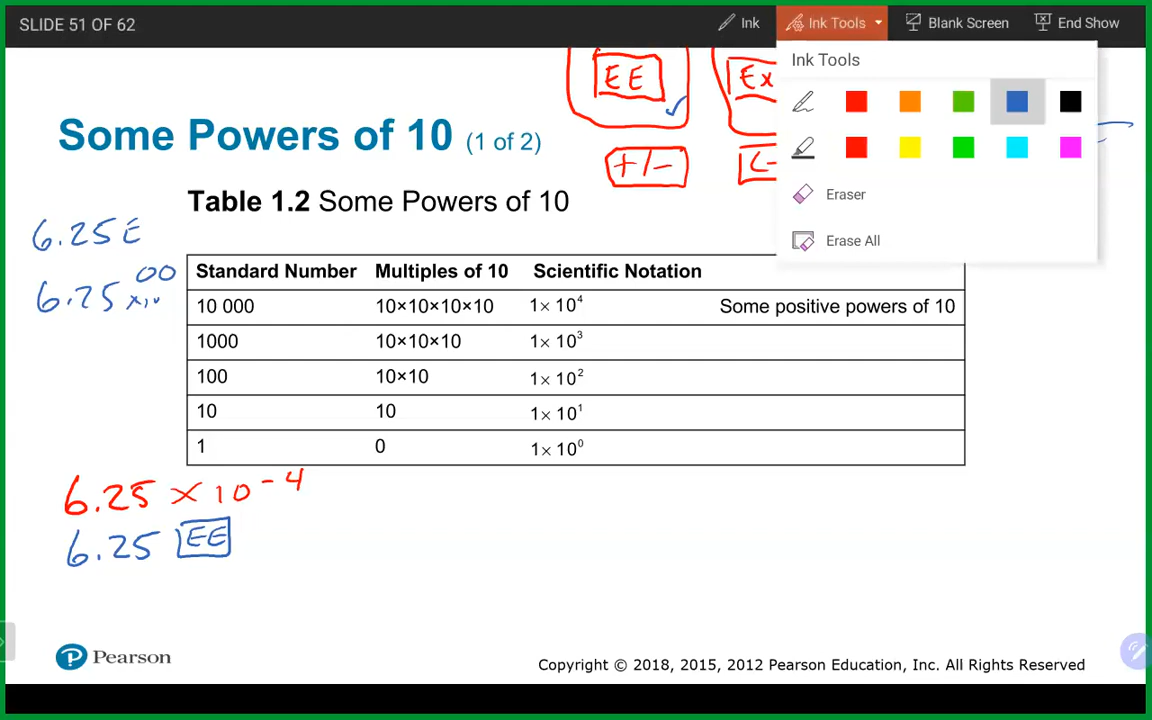 SLIDE 51 OF 62
Ink
Ink Tools
Blank Screen
End Show
Ink Tools
EE
Ex
Some Powers of 10 (1 of 2)
+/-
(-
Eraser
Erase All
Table 1.2 Some Powers of 10
6.25 E
6.25 ×10 00
Standard Number Multiples of 10 Scientific Notation
10 000 10×10×10×10 1× 10⁴ Some positive powers of 10
1000 10×10×10 1× 10³
100 10×10 1× 10²
10 10 1× 10¹
1 0 1× 10⁰
6.25 × 10⁻⁴
6.25 EE
Pearson
Copyright © 2018, 2015, 2012 Pearson Education, Inc. All Rights Reserved